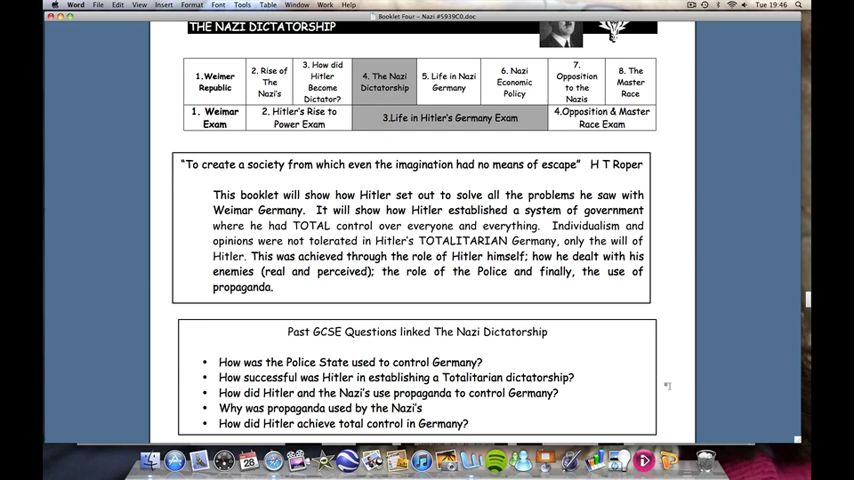 Word File Edit View Insert Format Font Tools Table Window Work Help Tue 19:46
Booklet Four - Nazi #5939C0.doc
THE NAZI DICTATORSHIP
1.Weimer Republic 2. Rise of The Nazi's 3. How did Hitler Become Dictator? 4. The Nazi Dictatorship 5. Life in Nazi Germany 6. Nazi Economic Policy 7. Opposition to the Nazis 8. The Master Race
1. Weimar Exam 2. Hitler's Rise to Power Exam 3.Life in Hitler's Germany Exam 4.Opposition & Master Race Exam
"To create a society from which even the imagination had no means of escape" H T Roper
This booklet will show how Hitler set out to solve all the problems he saw with
Weimar Germany. It will show how Hitler established a system of government
where he had TOTAL control over everyone and everything. Individualism and
opinions were not tolerated in Hitler's TOTALITARIAN Germany, only the will of
Hitler. This was achieved through the role of Hitler himself; how he dealt with his
enemies (real and perceived); the role of the Police and finally, the use of
propaganda.
Past GCSE Questions linked The Nazi Dictatorship
• How was the Police State used to control Germany?
• How successful was Hitler in establishing a Totalitarian dictatorship?
• How did Hitler and the Nazi's use propaganda to control Germany?
• Why was propaganda used by the Nazi's
• How did Hitler achieve total control in Germany?
28